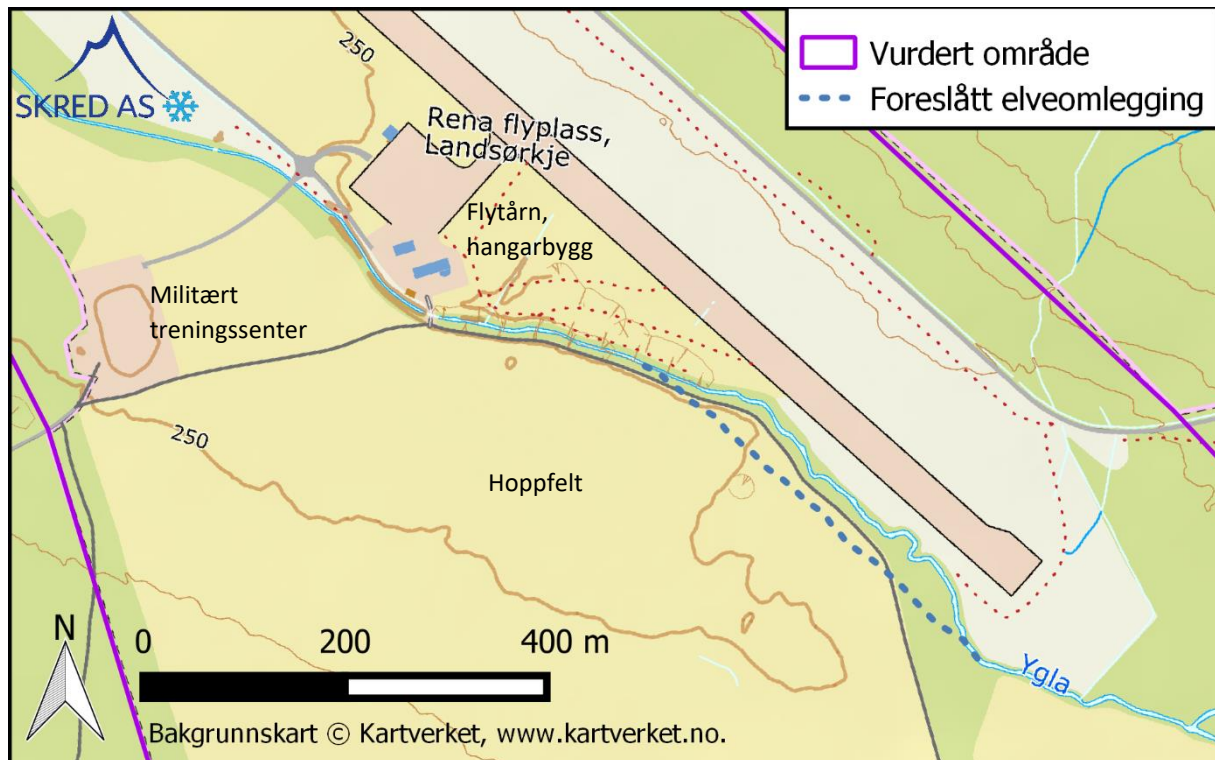 SKRED AS
250
Rena flyplass,
Landsørkje
Flytårn,
hangarbygg
Militært
treningssenter
250
Hoppfelt
Ygla
Vurdert område
Foreslått elveomlegging
N
0 200 400 m
Bakgrunnskart © Kartverket, www.kartverket.no.